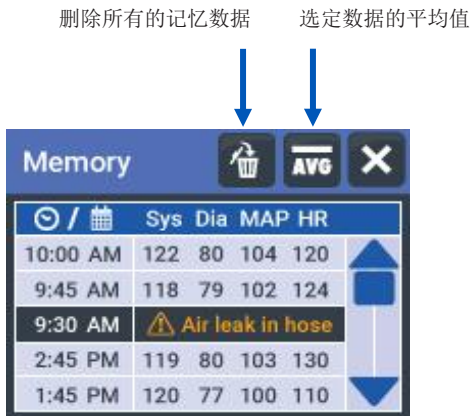 删除所有的记忆数据 选定数据的平均值
Memory AVG
/ Sys Dia MAP HR
10:00 AM 122 80 104 120
9:45 AM 118 79 102 124
9:30 AM Air leak in hose
2:45 PM 119 80 103 130
1:45 PM 120 77 100 110